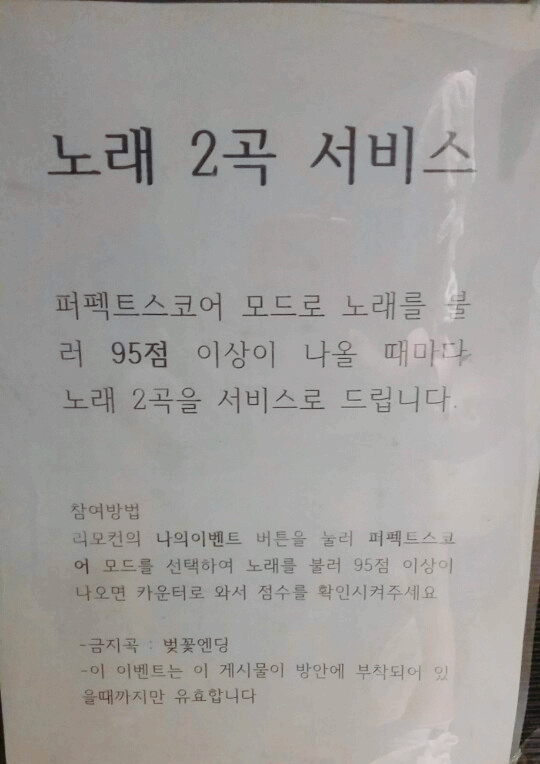 노래 2곡 서비스
퍼펙트스코어 모드로 노래를 불
러 95점 이상이 나올 때마다
노래 2곡을 서비스로 드립니다.
참여방법
리모컨의 나의이벤트 버튼을 눌러 퍼펙트스코
어 모드를 선택하여 노래를 불러 95점 이상이
나오면 카운터로 와서 점수를 확인시켜주세요
-금지곡 : 벚꽃엔딩
-이 이벤트는 이 게시물이 방안에 부착되어 있
을때까지만 유효합니다